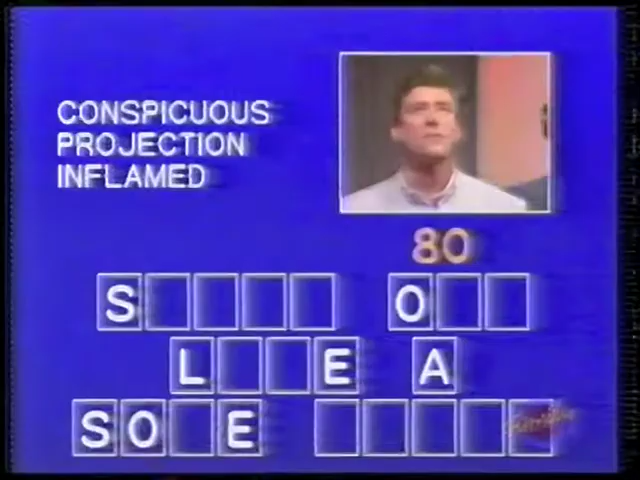 CONSPICUOUS
PROJECTION
INFLAMED
80
S O
L E A
SO E